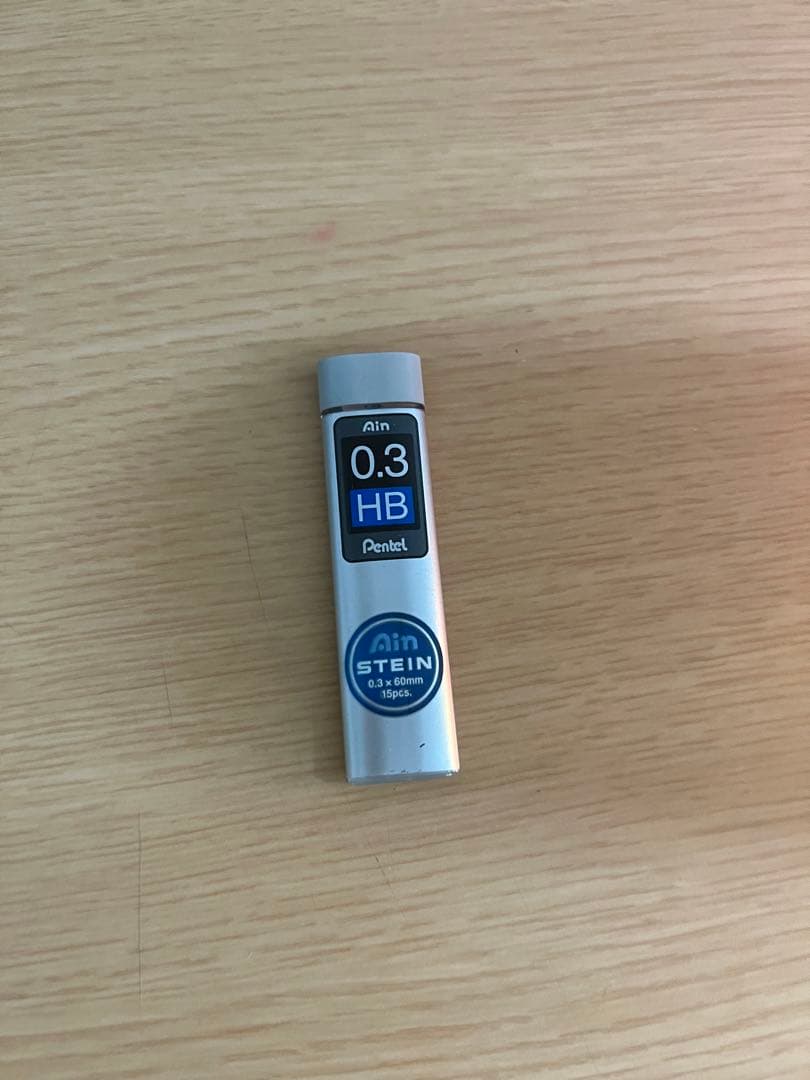 Ain
0.3
HB
Pentel
Ain
STEIN
0.3 × 60mm
15pcs.